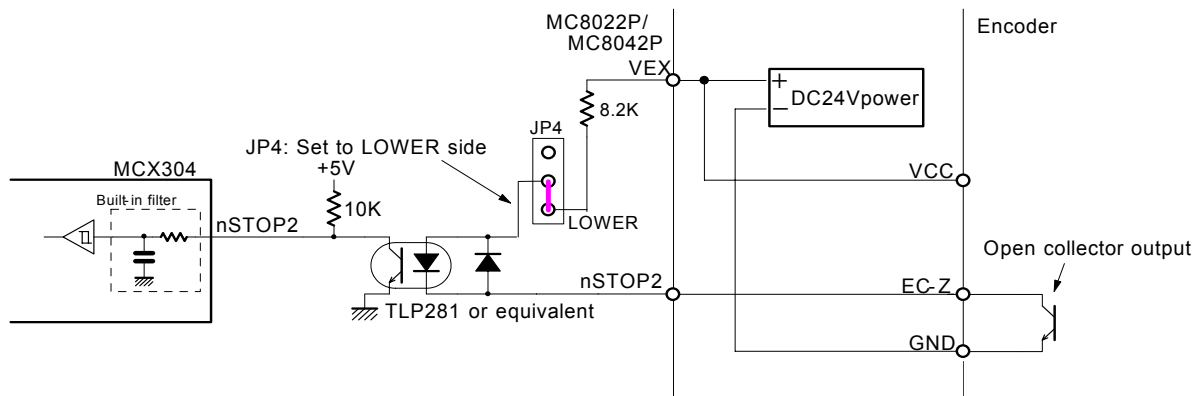 MC8022P/
MC8042P
Encoder
VEX
+
DC24Vpower
−
8.2K
JP4
JP4: Set to LOWER side
+5V
MCX304
VCC
Built-in filter
10K
LOWER
nSTOP2
Open collector output
nSTOP2
EC-Z
TLP281 or equivalent
GND